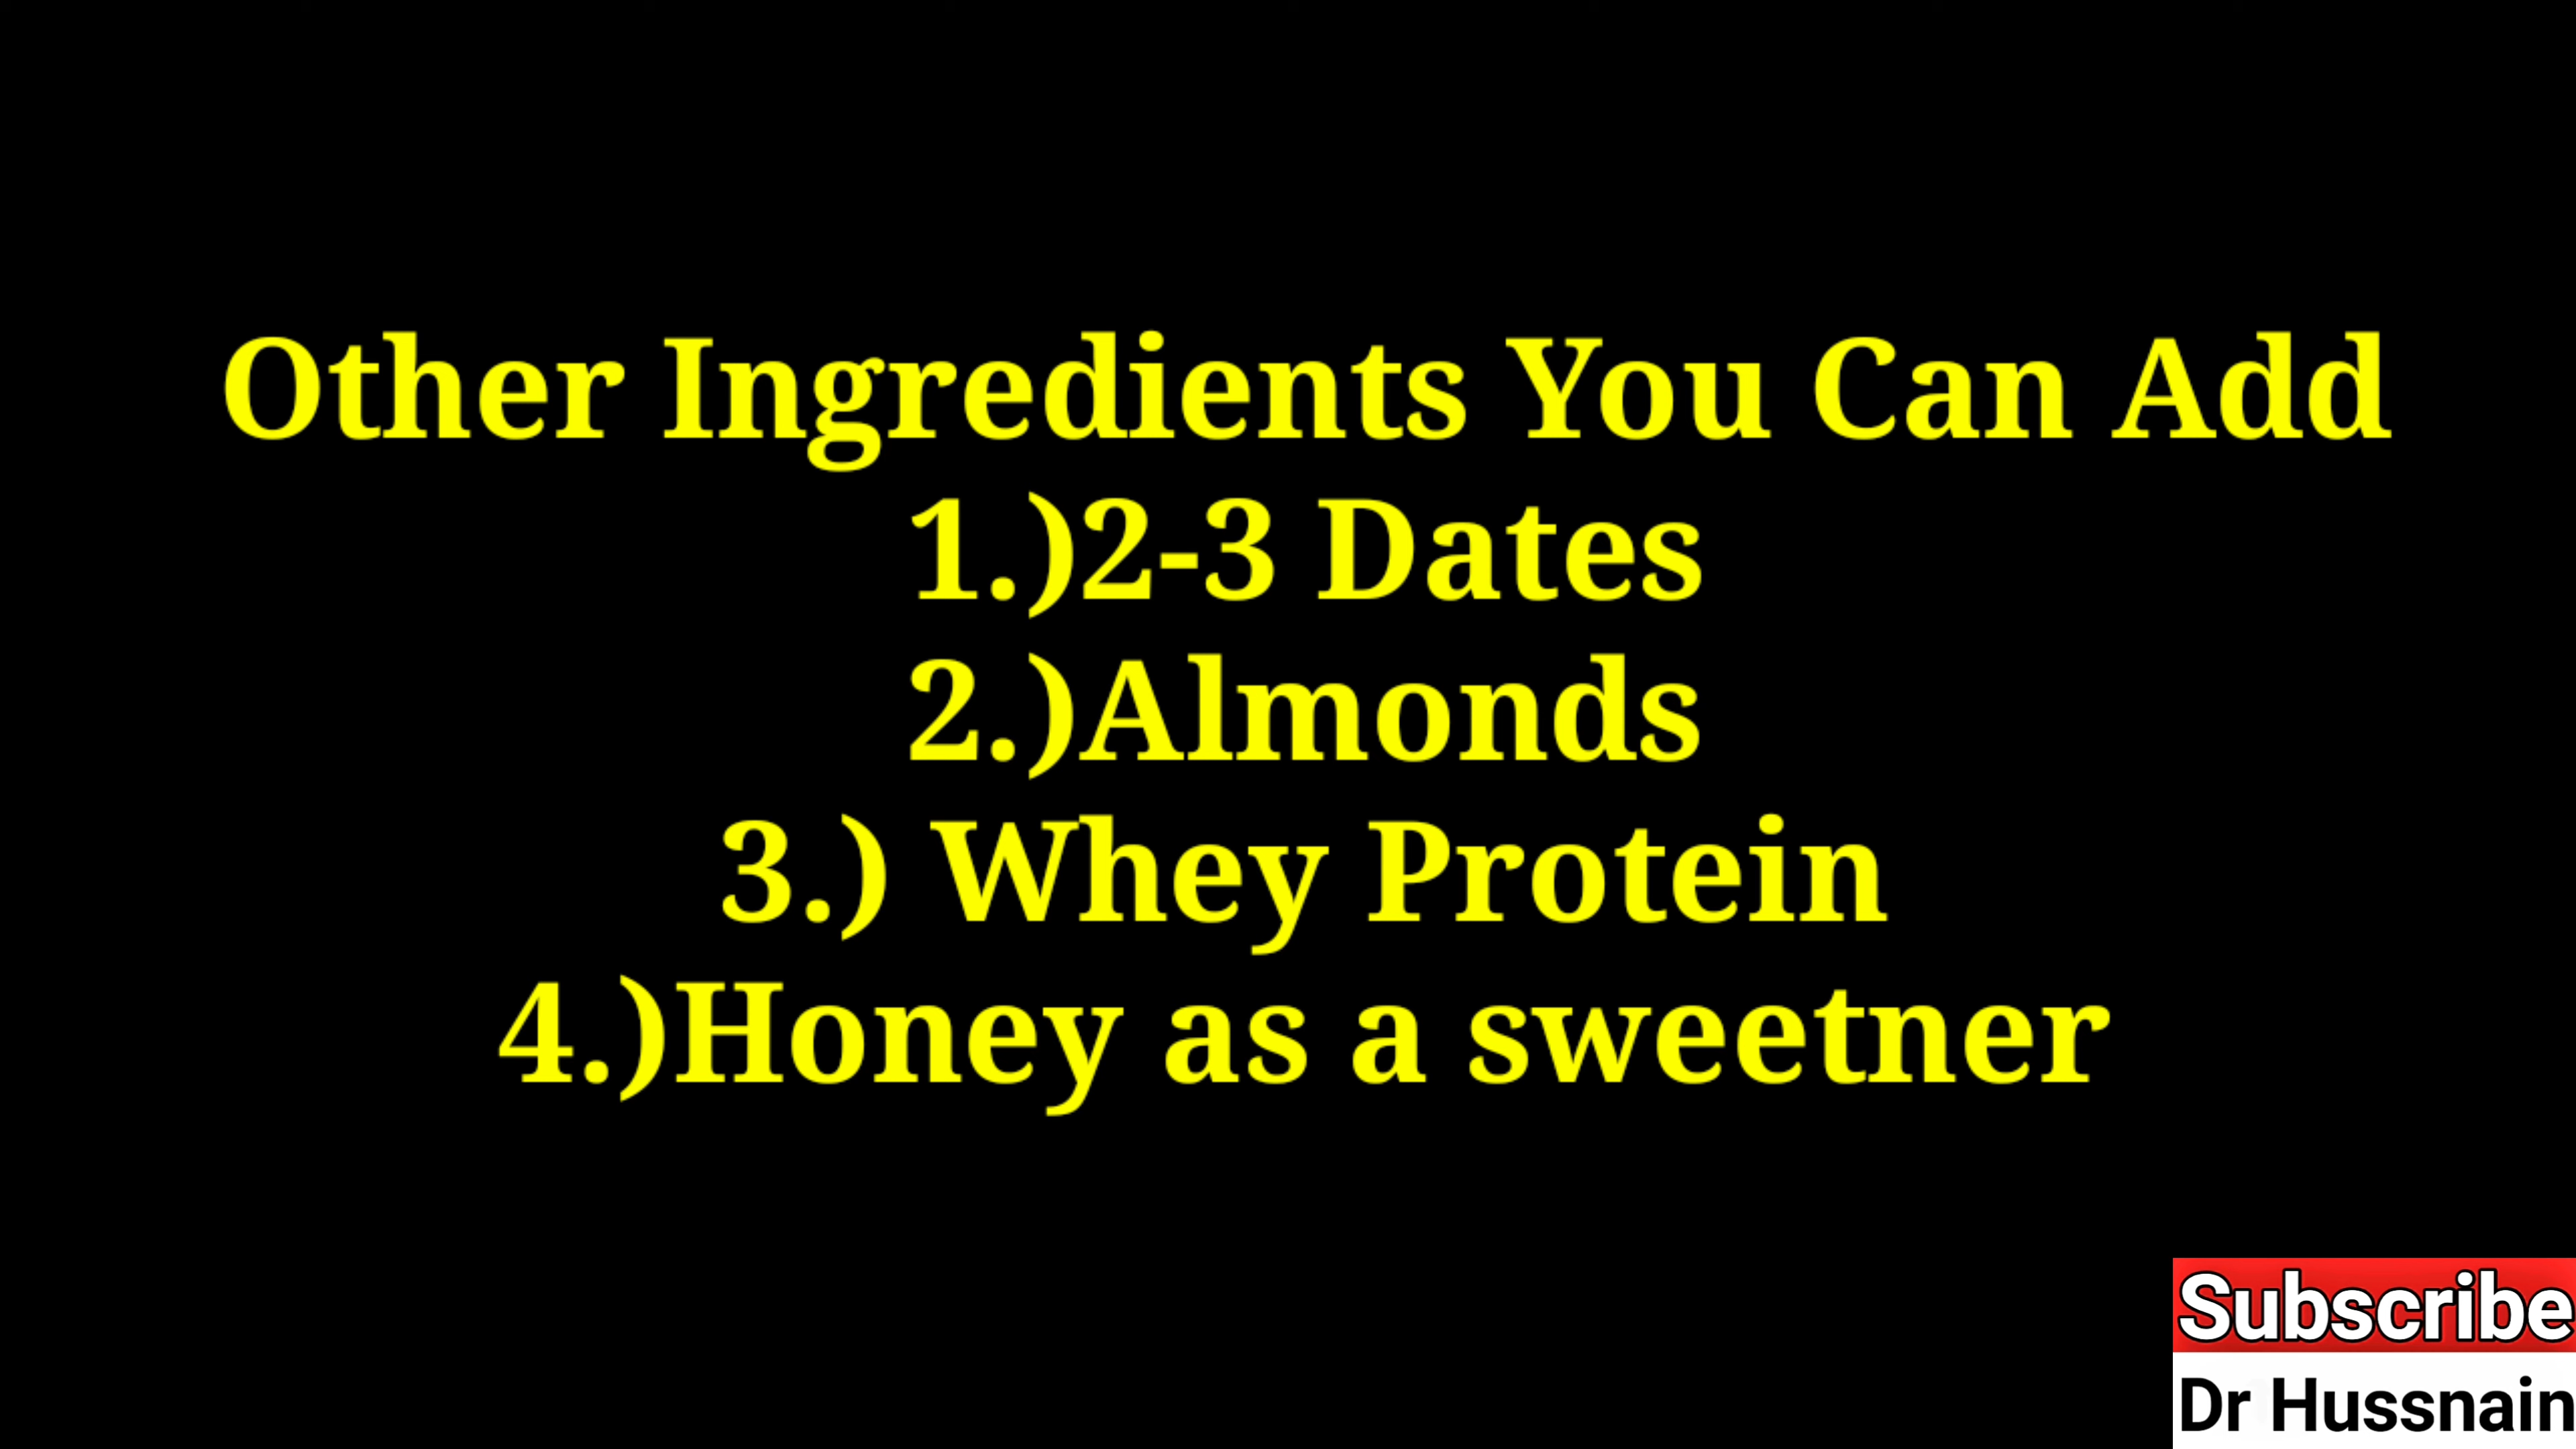 Other Ingredients You Can Add
1.)2-3 Dates
2.)Almonds
3.) Whey Protein
4.)Honey as a sweetner
Subscribe
Dr Hussnain